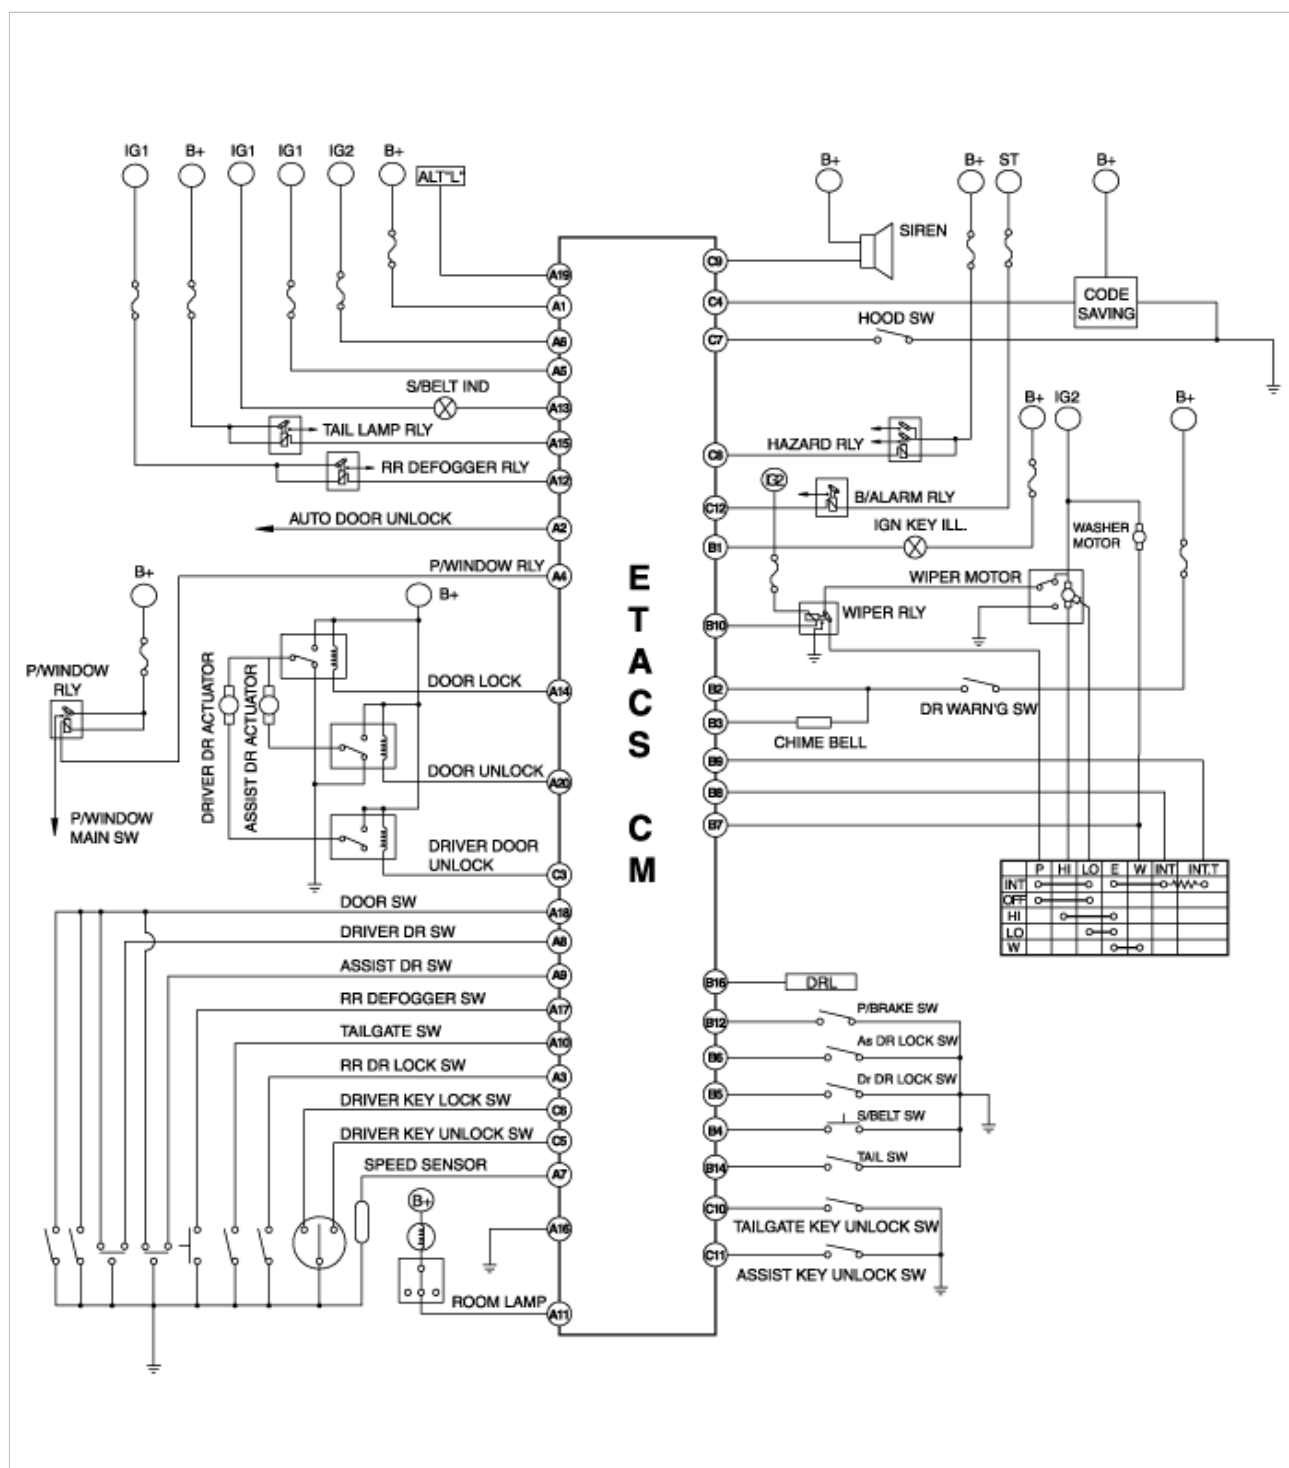 IG1 B+ IG1 IG1 IG2 B+
ALT"L"
B+ B+ ST B+
SIREN
CODE
SAVING
HOOD SW
A19
A1
A6
A5
S/BELT IND
A13
TAIL LAMP RLY
A15
RR DEFOGGER RLY
A12
AUTO DOOR UNLOCK
A2
P/WINDOW RLY
A4
B+
B+
P/WINDOW
RLY
P/WINDOW
MAIN SW
DRIVER DR ACTUATOR
ASSIST DR ACTUATOR
DOOR LOCK
A14
DOOR UNLOCK
A20
DRIVER DOOR
UNLOCK
C3
DOOR SW
A18
DRIVER DR SW
A8
ASSIST DR SW
A9
RR DEFOGGER SW
A17
TAILGATE SW
A10
RR DR LOCK SW
A3
DRIVER KEY LOCK SW
C6
DRIVER KEY UNLOCK SW
C5
SPEED SENSOR
A7
B+
A16
ROOM LAMP
A11
ETACS CM
C9
C4
C7
B+ IG2 B+
HAZARD RLY
C8
IG2
B/ALARM RLY
C12
IGN KEY ILL.
B1
WASHER
MOTOR
WIPER MOTOR
WIPER RLY
B10
B2
DR WARN'G SW
B3
CHIME BELL
B9
B8
B7
P HI LO E W INT INT.T
INT
OFF
HI
LO
W
B16
DRL
P/BRAKE SW
B12
As DR LOCK SW
B6
Dr DR LOCK SW
B5
S/BELT SW
B4
TAIL SW
B14
C10
TAILGATE KEY UNLOCK SW
C11
ASSIST KEY UNLOCK SW